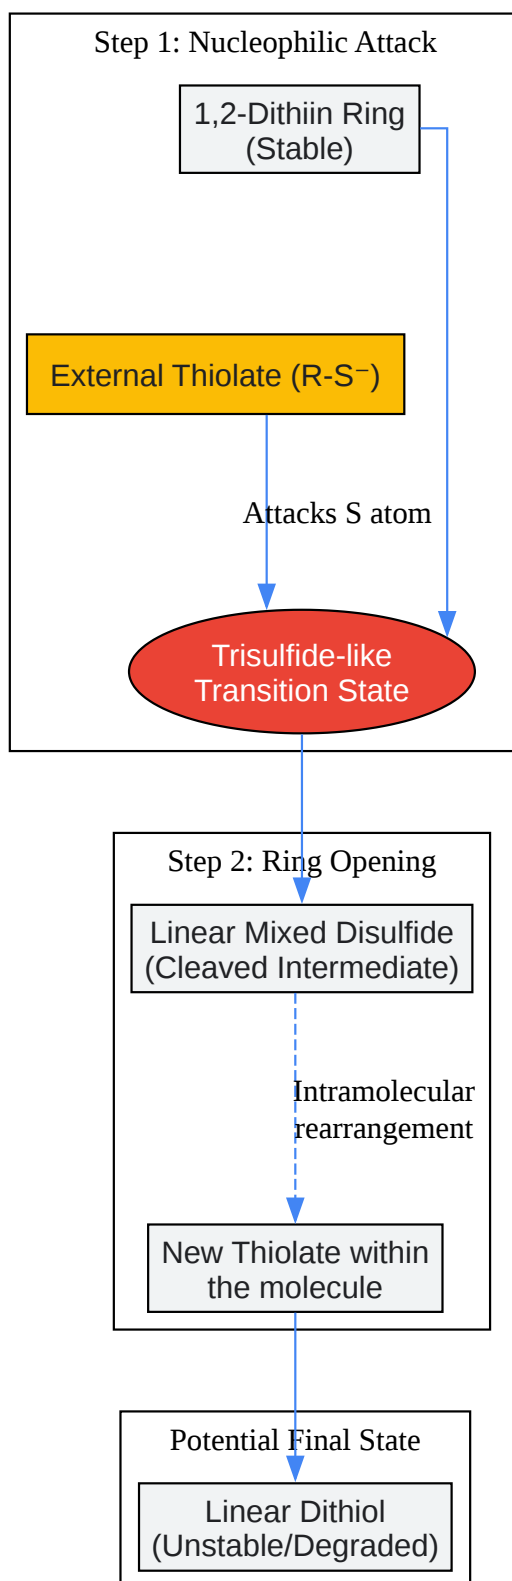 Step 1: Nucleophilic Attack
1,2-Dithiin Ring
(Stable)
External Thiolate (R-S⁻)
Attacks S atom
Trisulfide-like
Transition State
Step 2: Ring Opening
Linear Mixed Disulfide
(Cleaved Intermediate)
Intramolecular
rearrangement
New Thiolate within
the molecule
Potential Final State
Linear Dithiol
(Unstable/Degraded)